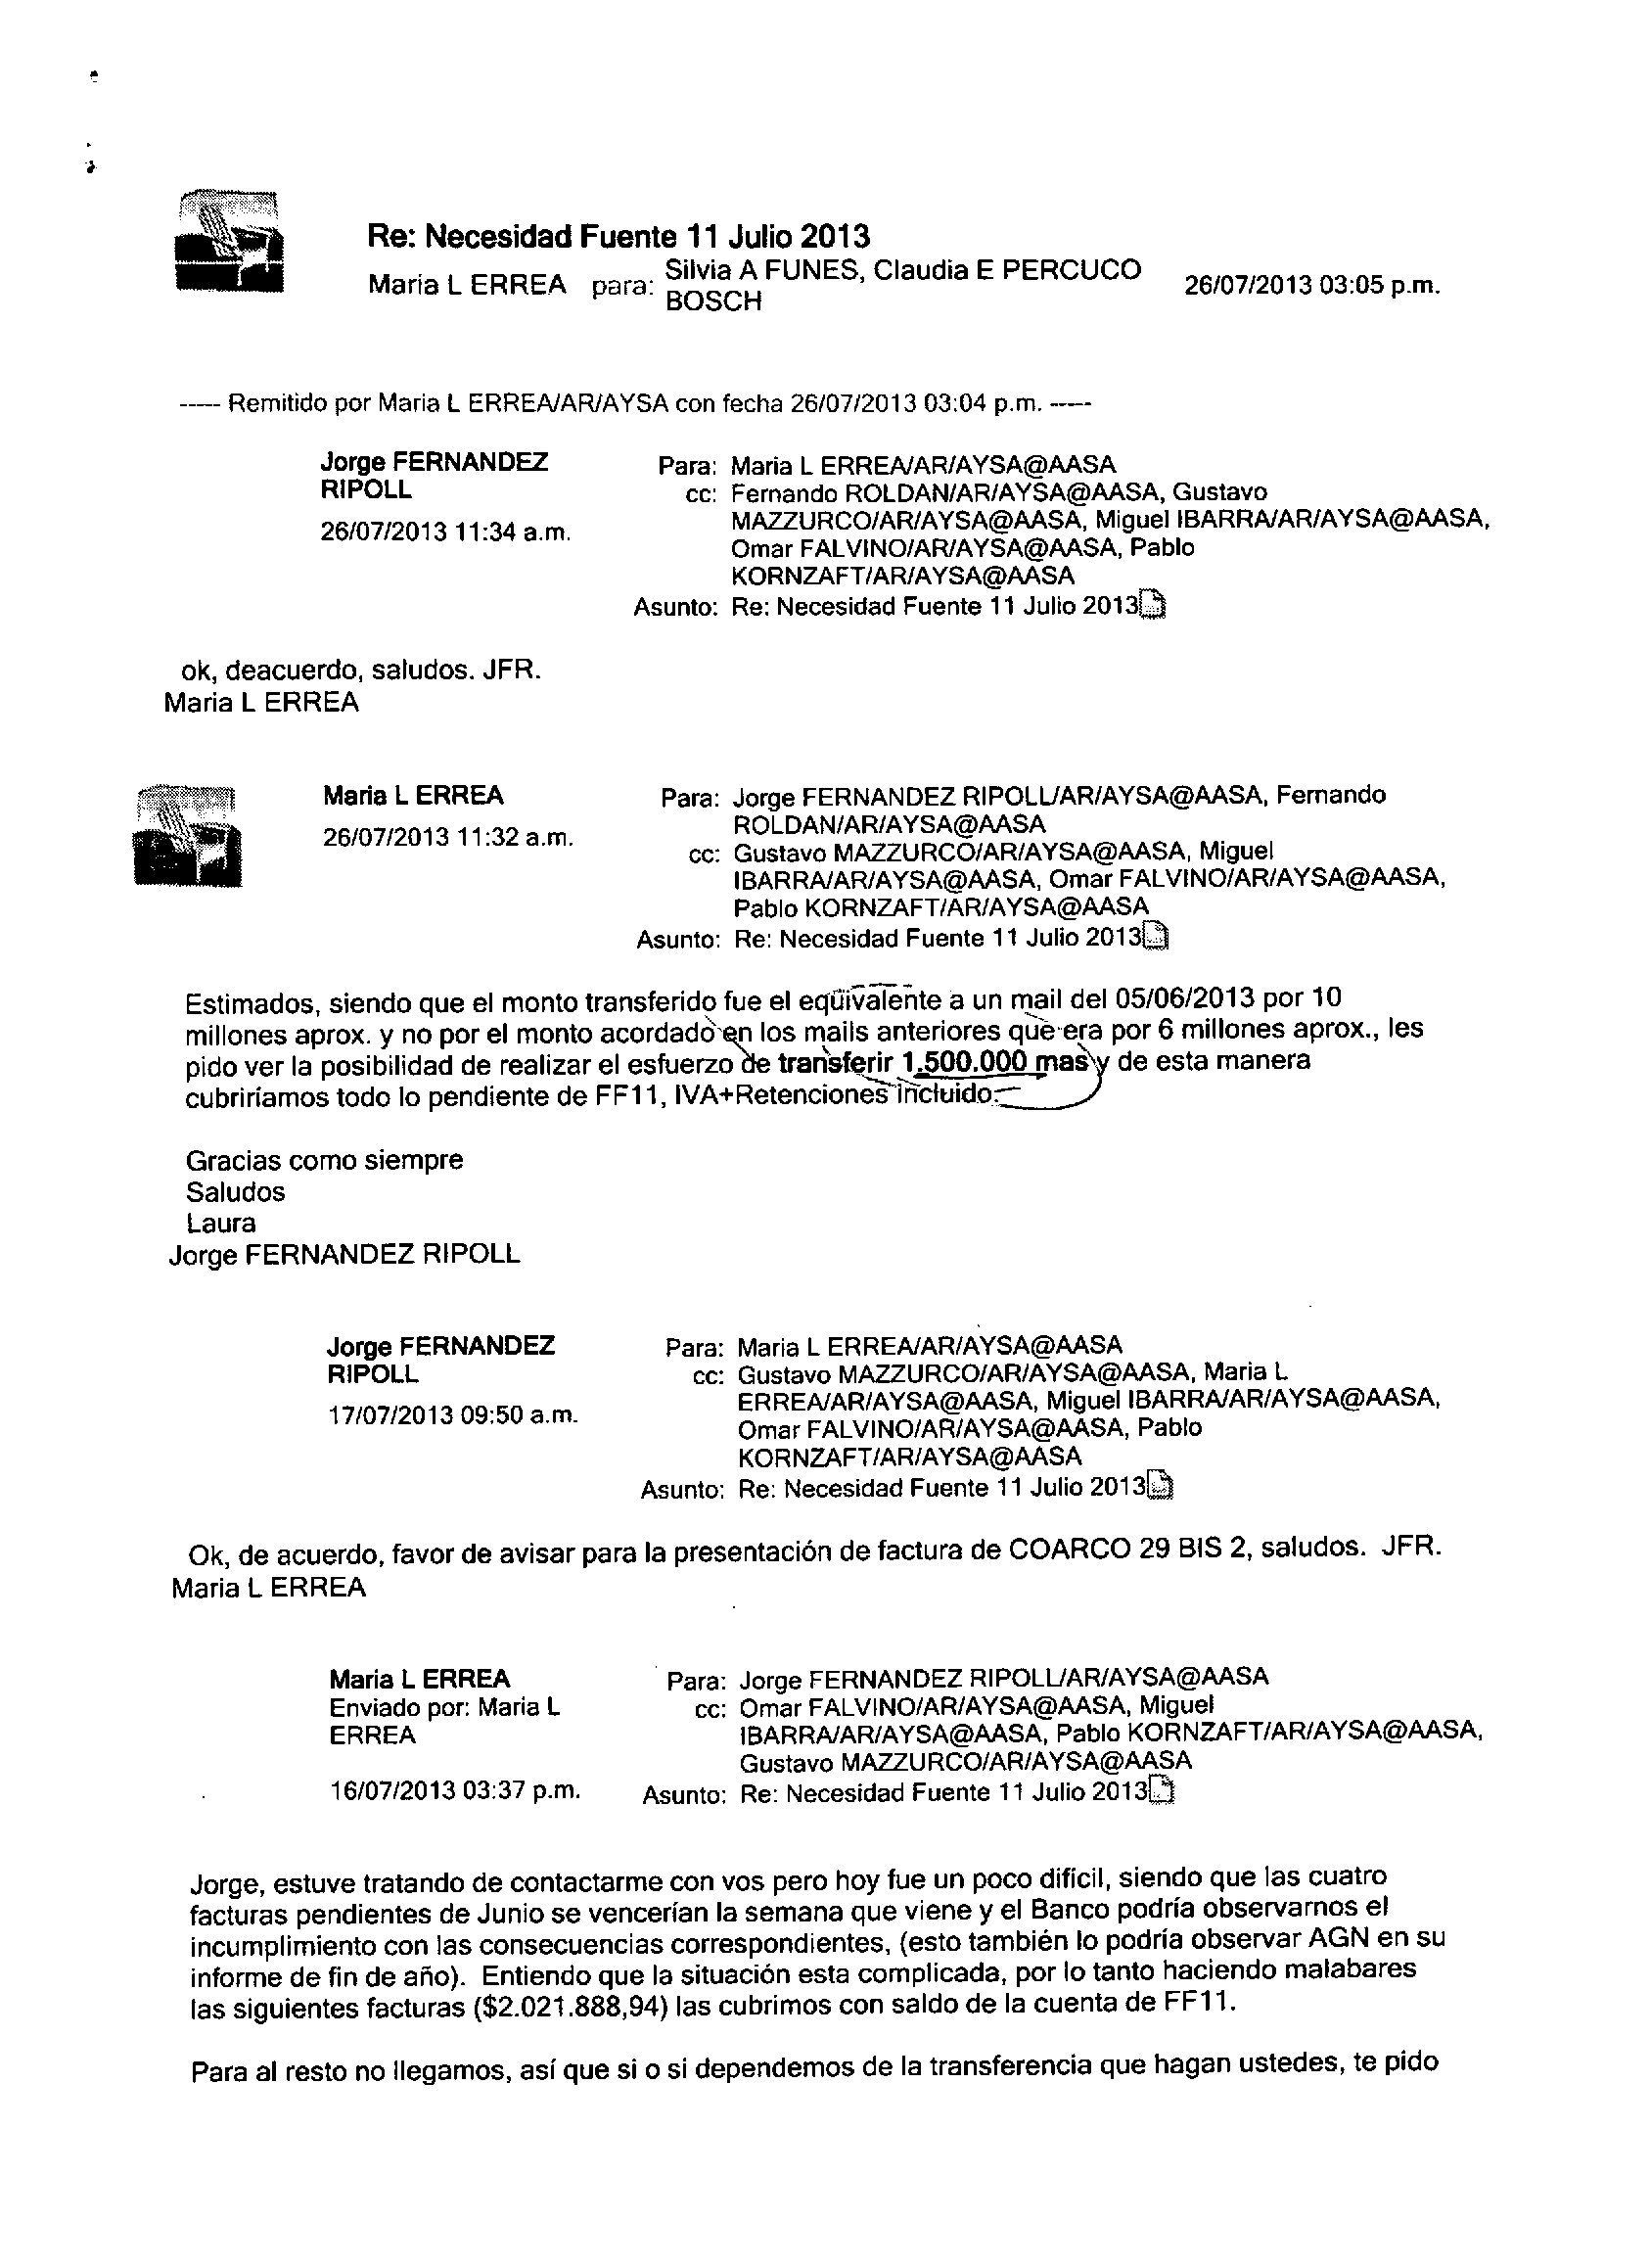 Re: Necesidad Fuente 11 Julio 2013
Maria L ERREA para: Silvia A FUNES, Claudia E PERCUCO BOSCH 26/07/2013 03:05 p.m.
----- Remitido por Maria L ERREA/AR/AYSA con fecha 26/07/2013 03:04 p.m. -----
Jorge FERNANDEZ Para: Maria L ERREA/AR/AYSA@AASA
RIPOLL cc: Fernando ROLDAN/AR/AYSA@AASA, Gustavo
26/07/2013 11:34 a.m. MAZZURCO/AR/AYSA@AASA, Miguel IBARRA/AR/AYSA@AASA,
Omar FALVINO/AR/AYSA@AASA, Pablo
KORNZAFT/AR/AYSA@AASA
Asunto: Re: Necesidad Fuente 11 Julio 2013
ok, deacuerdo, saludos. JFR.
Maria L ERREA
Maria L ERREA Para: Jorge FERNANDEZ RIPOLL/AR/AYSA@AASA, Fernando
26/07/2013 11:32 a.m. ROLDAN/AR/AYSA@AASA
cc: Gustavo MAZZURCO/AR/AYSA@AASA, Miguel
IBARRA/AR/AYSA@AASA, Omar FALVINO/AR/AYSA@AASA,
Pablo KORNZAFT/AR/AYSA@AASA
Asunto: Re: Necesidad Fuente 11 Julio 2013
Estimados, siendo que el monto transferido fue el equivalente a un mail del 05/06/2013 por 10
millones aprox. y no por el monto acordado en los mails anteriores que era por 6 millones aprox., les
pido ver la posibilidad de realizar el esfuerzo de transferir 1.500.000 mas y de esta manera
cubriríamos todo lo pendiente de FF11, IVA+Retenciones incluido.
Gracias como siempre
Saludos
Laura
Jorge FERNANDEZ RIPOLL
Jorge FERNANDEZ Para: Maria L ERREA/AR/AYSA@AASA
RIPOLL cc: Gustavo MAZZURCO/AR/AYSA@AASA, Maria L
17/07/2013 09:50 a.m. ERREA/AR/AYSA@AASA, Miguel IBARRA/AR/AYSA@AASA,
Omar FALVINO/AR/AYSA@AASA, Pablo
KORNZAFT/AR/AYSA@AASA
Asunto: Re: Necesidad Fuente 11 Julio 2013
Ok, de acuerdo, favor de avisar para la presentación de factura de COARCO 29 BIS 2, saludos. JFR.
Maria L ERREA
Maria L ERREA Para: Jorge FERNANDEZ RIPOLL/AR/AYSA@AASA
Enviado por: Maria L cc: Omar FALVINO/AR/AYSA@AASA, Miguel
ERREA IBARRA/AR/AYSA@AASA, Pablo KORNZAFT/AR/AYSA@AASA,
Gustavo MAZZURCO/AR/AYSA@AASA
16/07/2013 03:37 p.m. Asunto: Re: Necesidad Fuente 11 Julio 2013
Jorge, estuve tratando de contactarme con vos pero hoy fue un poco difícil, siendo que las cuatro
facturas pendientes de Junio se vencerían la semana que viene y el Banco podría observarnos el
incumplimiento con las consecuencias correspondientes, (esto también lo podría observar AGN en su
informe de fin de año). Entiendo que la situación esta complicada, por lo tanto haciendo malabares
las siguientes facturas ($2.021.888,94) las cubrimos con saldo de la cuenta de FF11.
Para al resto no llegamos, así que si o si dependemos de la transferencia que hagan ustedes, te pido